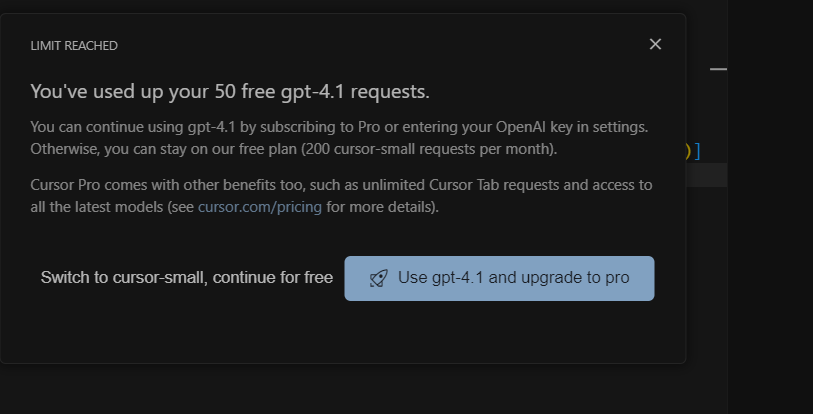 LIMIT REACHED
You've used up your 50 free gpt-4.1 requests.
You can continue using gpt-4.1 by subscribing to Pro or entering your OpenAI key in settings.
Otherwise, you can stay on our free plan (200 cursor-small requests per month).
)]
Cursor Pro comes with other benefits too, such as unlimited Cursor Tab requests and access to
all the latest models (see cursor.com/pricing for more details).
Switch to cursor-small, continue for free
Use gpt-4.1 and upgrade to pro